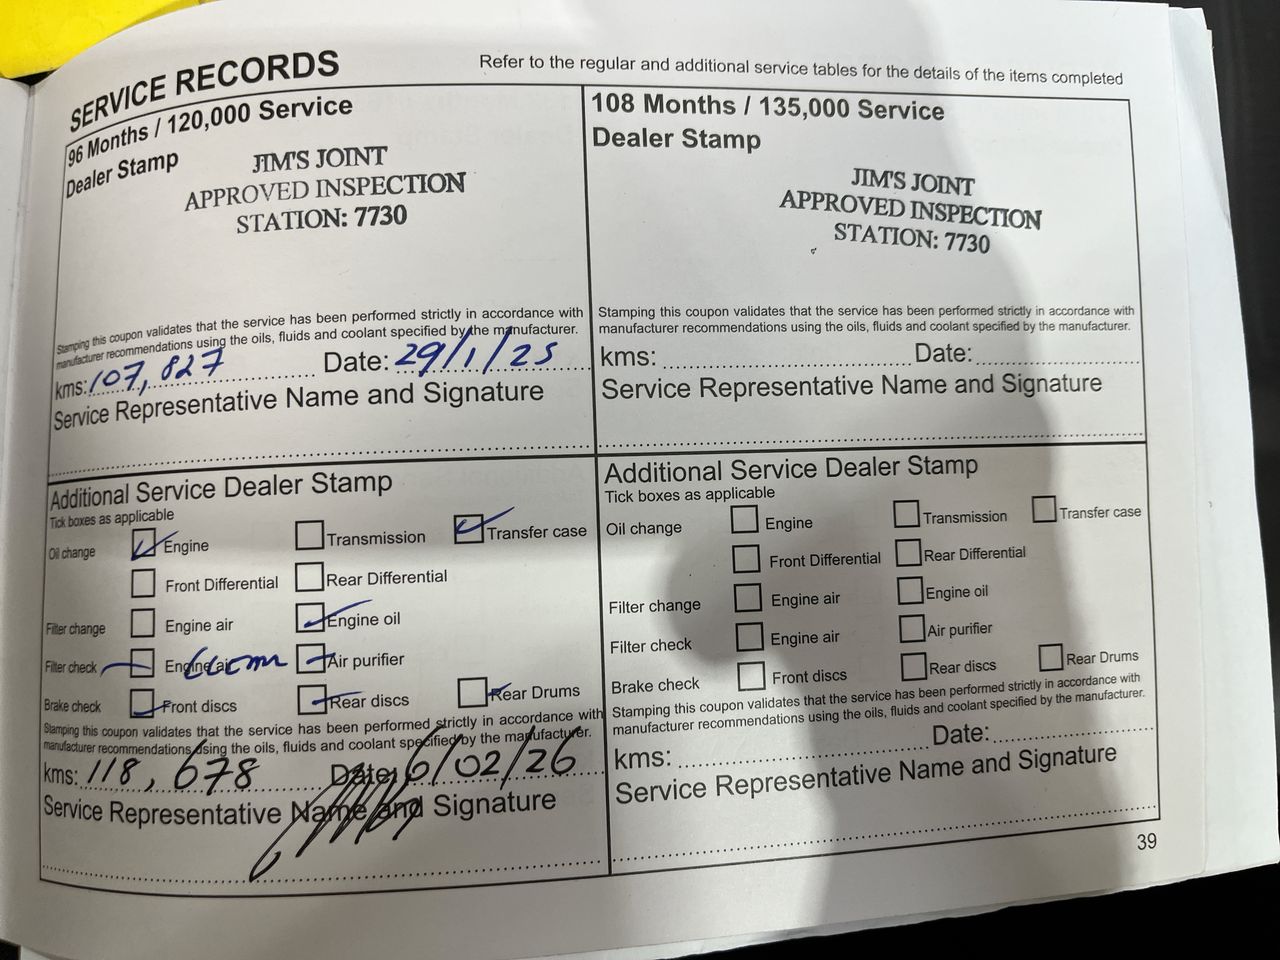 SERVICE RECORDS
Refer to the regular and additional service tables for the details of the items completed
96 Months / 120,000 Service
Dealer Stamp
JIM'S JOINT
APPROVED INSPECTION
STATION: 7730
Stamping this coupon validates that the service has been performed strictly in accordance with
manufacturer recommendations using the oils, fluids and coolant specified by the manufacturer.
kms: 107,827 Date: 29/1/25
Service Representative Name and Signature
108 Months / 135,000 Service
Dealer Stamp
JIM'S JOINT
APPROVED INSPECTION
STATION: 7730
Stamping this coupon validates that the service has been performed strictly in accordance with
manufacturer recommendations using the oils, fluids and coolant specified by the manufacturer.
kms: Date:
Service Representative Name and Signature
Additional Service Dealer Stamp
Tick boxes as applicable
Oil change Engine Transmission Transfer case
Front Differential Rear Differential
Filter change Engine air Engine oil
Filter check Engine air Air purifier
Brake check Front discs Rear discs Rear Drums
Stamping this coupon validates that the service has been performed strictly in accordance with
manufacturer recommendations using the oils, fluids and coolant specified by the manufacturer.
kms: 118,678 Date: 6/02/26
Service Representative Name and Signature
Additional Service Dealer Stamp
Tick boxes as applicable
Oil change Engine Transmission Transfer case
Front Differential Rear Differential
Filter change Engine air Engine oil
Filter check Engine air Air purifier
Brake check Front discs Rear discs Rear Drums
Stamping this coupon validates that the service has been performed strictly in accordance with
manufacturer recommendations using the oils, fluids and coolant specified by the manufacturer.
kms: Date:
Service Representative Name and Signature
39